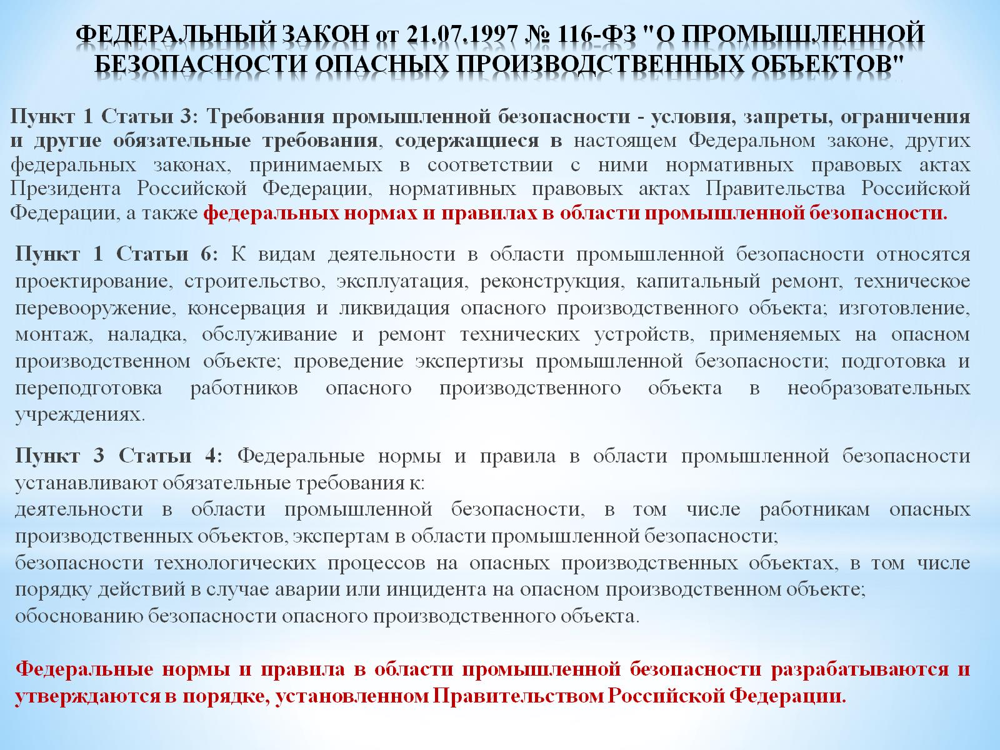 ФЕДЕРАЛЬНЫЙ ЗАКОН от 21.07.1997 № 116-ФЗ "О ПРОМЫШЛЕННОЙ
БЕЗОПАСНОСТИ ОПАСНЫХ ПРОИЗВОДСТВЕННЫХ ОБЪЕКТОВ"
Пункт 1 Статьи 3: Требования промышленной безопасности - условия, запреты, ограничения
и другие обязательные требования, содержащиеся в настоящем Федеральном законе, других
федеральных законах, принимаемых в соответствии с ними нормативных правовых актах
Президента Российской Федерации, нормативных правовых актах Правительства Российской
Федерации, а также федеральных нормах и правилах в области промышленной безопасности.
Пункт 1 Статьи 6: К видам деятельности в области промышленной безопасности относятся
проектирование, строительство, эксплуатация, реконструкция, капитальный ремонт, техническое
перевооружение, консервация и ликвидация опасного производственного объекта; изготовление,
монтаж, наладка, обслуживание и ремонт технических устройств, применяемых на опасном
производственном объекте; проведение экспертизы промышленной безопасности; подготовка и
переподготовка работников опасного производственного объекта в необразовательных
учреждениях.
Пункт 3 Статьи 4: Федеральные нормы и правила в области промышленной безопасности
устанавливают обязательные требования к:
деятельности в области промышленной безопасности, в том числе работникам опасных
производственных объектов, экспертам в области промышленной безопасности;
безопасности технологических процессов на опасных производственных объектах, в том числе
порядку действий в случае аварии или инцидента на опасном производственном объекте;
обоснованию безопасности опасного производственного объекта.
Федеральные нормы и правила в области промышленной безопасности разрабатываются и
утверждаются в порядке, установленном Правительством Российской Федерации.